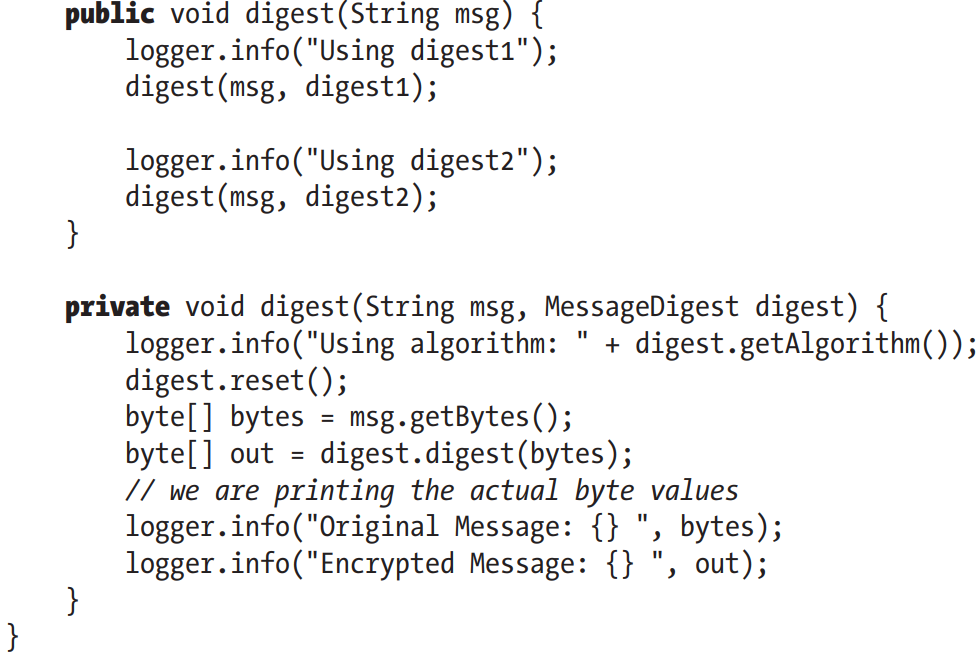 public void digest(String msg) {
logger.info("Using digest1");
digest(msg, digest1);
logger.info("Using digest2");
digest(msg, digest2);
}
private void digest(String msg, MessageDigest digest) {
logger.info("Using algorithm: " + digest.getAlgorithm());
digest.reset();
byte[] bytes = msg.getBytes();
byte[] out = digest.digest(bytes);
// we are printing the actual byte values
logger.info("Original Message: {} ", bytes);
logger.info("Encrypted Message: {} ", out);
}
}